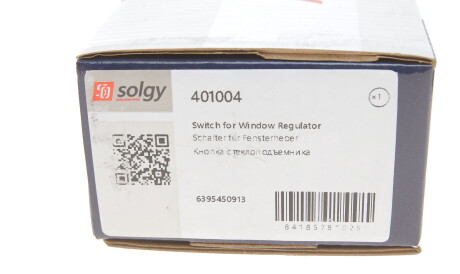 solgy
401004
x1
Switch for Window Regulator
Schalter für Fensterheber
Кнопка стеклоподъемника
6395450913